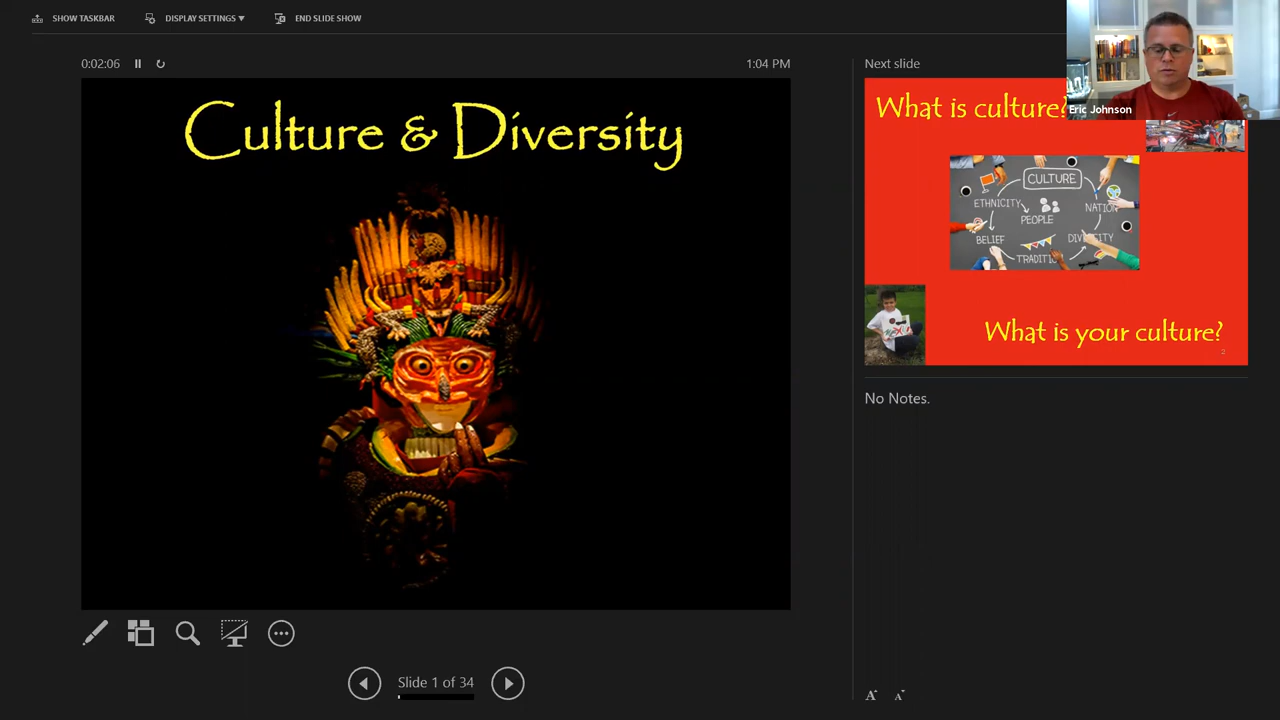 SHOW TASKBAR
DISPLAY SETTINGS ▾
END SLIDE SHOW
0:02:06
1:04 PM
Culture & Diversity
Slide 1 of 34
Next slide
Eric Johnson
What is culture?
CULTURE
ETHNICITY
NATION
PEOPLE
BELIEF
DIVERSITY
TRADITION
What is your culture?
2
No Notes.
A
A